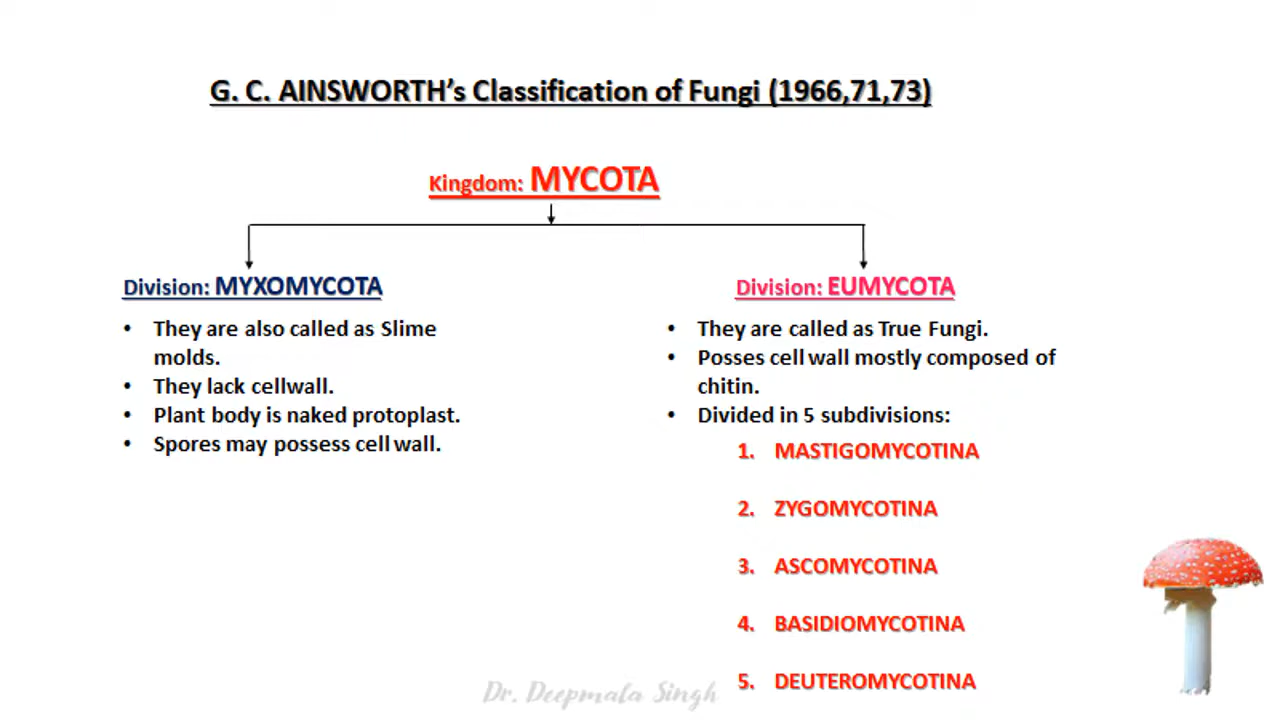 G. C. AINSWORTH's Classification of Fungi (1966,71,73)
Kingdom: MYCOTA
Division: MYXOMYCOTA
• They are also called as Slime
molds.
• They lack cellwall.
• Plant body is naked protoplast.
• Spores may possess cell wall.
Division: EUMYCOTA
• They are called as True Fungi.
• Posses cell wall mostly composed of
chitin.
• Divided in 5 subdivisions:
1. MASTIGOMYCOTINA
2. ZYGOMYCOTINA
3. ASCOMYCOTINA
4. BASIDIOMYCOTINA
5. DEUTEROMYCOTINA
Dr. Deepmala Singh